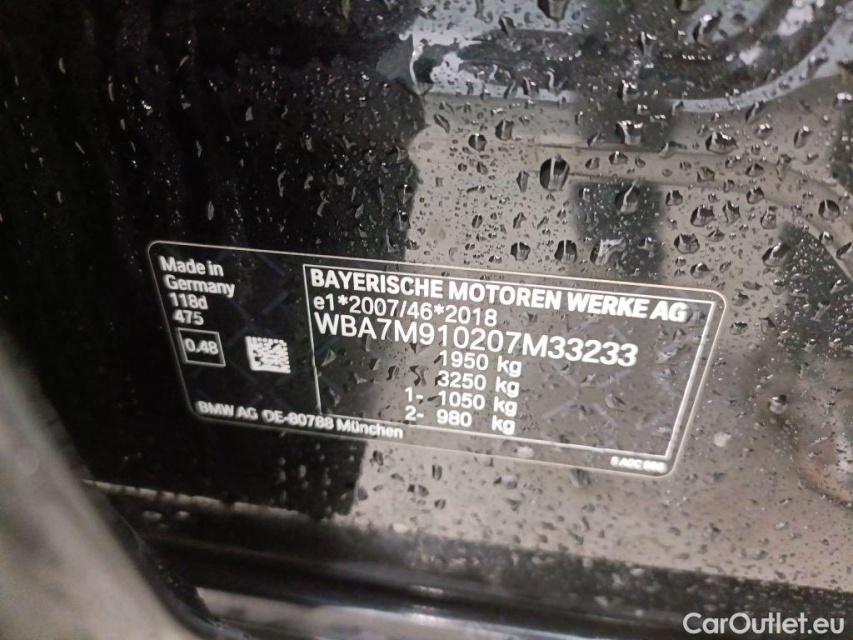 Made in
Germany
118d
475
0.48
BAYERISCHE MOTOREN WERKE AG
e1*2007/46*2018
WBA7M910207M33233
1950 kg
3250 kg
1- 1050 kg
2- 980 kg
BMW AG DE-80788 München
CarOutlet.eu